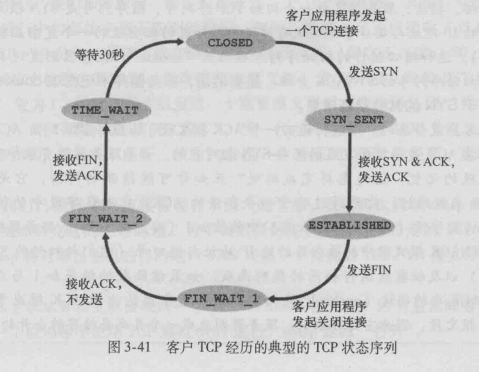 客户应用程序发起
一个TCP连接
CLOSED
等待30秒
发送SYN
TIME_WAIT
SYN_SENT
接收FIN,
发送ACK
接收SYN & ACK,
发送ACK
FIN_WAIT_2
ESTABLISHED
接收ACK,
不发送
发送FIN
FIN_WAIT_1
客户应用程序
发起关闭连接
图 3-41 客户 TCP 经历的典型的 TCP 状态序列